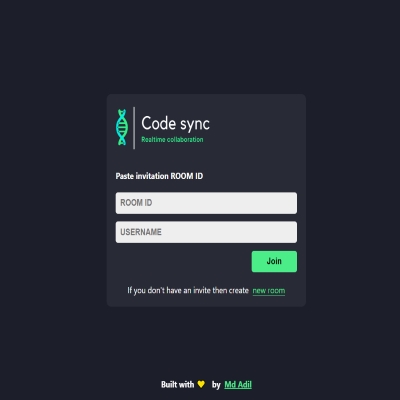 Code sync
Realtime collaboration
Paste invitation ROOM ID
ROOM ID
USERNAME
Join
If you don't have an invite then create new room
Built with 💛 by Md Adil